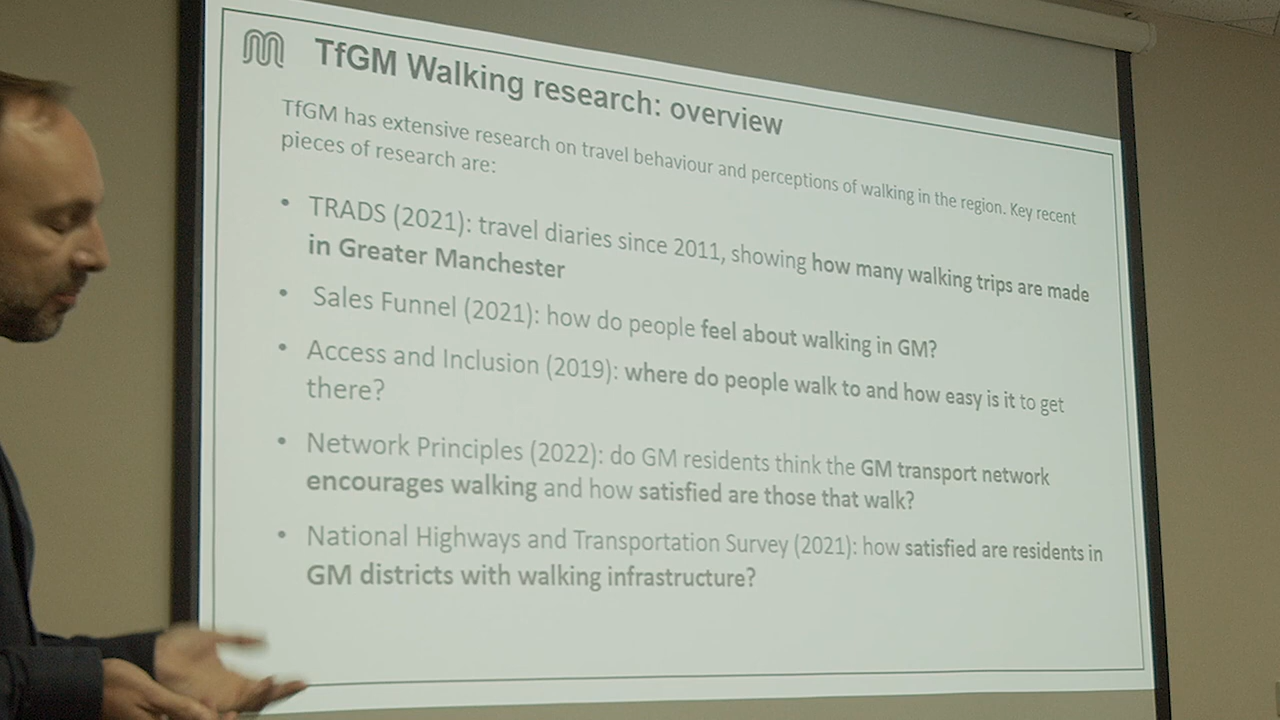 TfGM Walking research: overview
TfGM has extensive research on travel behaviour and perceptions of walking in the region. Key recent
pieces of research are:
• TRADS (2021): travel diaries since 2011, showing how many walking trips are made
in Greater Manchester
• Sales Funnel (2021): how do people feel about walking in GM?
• Access and Inclusion (2019): where do people walk to and how easy is it to get
there?
• Network Principles (2022): do GM residents think the GM transport network
encourages walking and how satisfied are those that walk?
• National Highways and Transportation Survey (2021): how satisfied are residents in
GM districts with walking infrastructure?